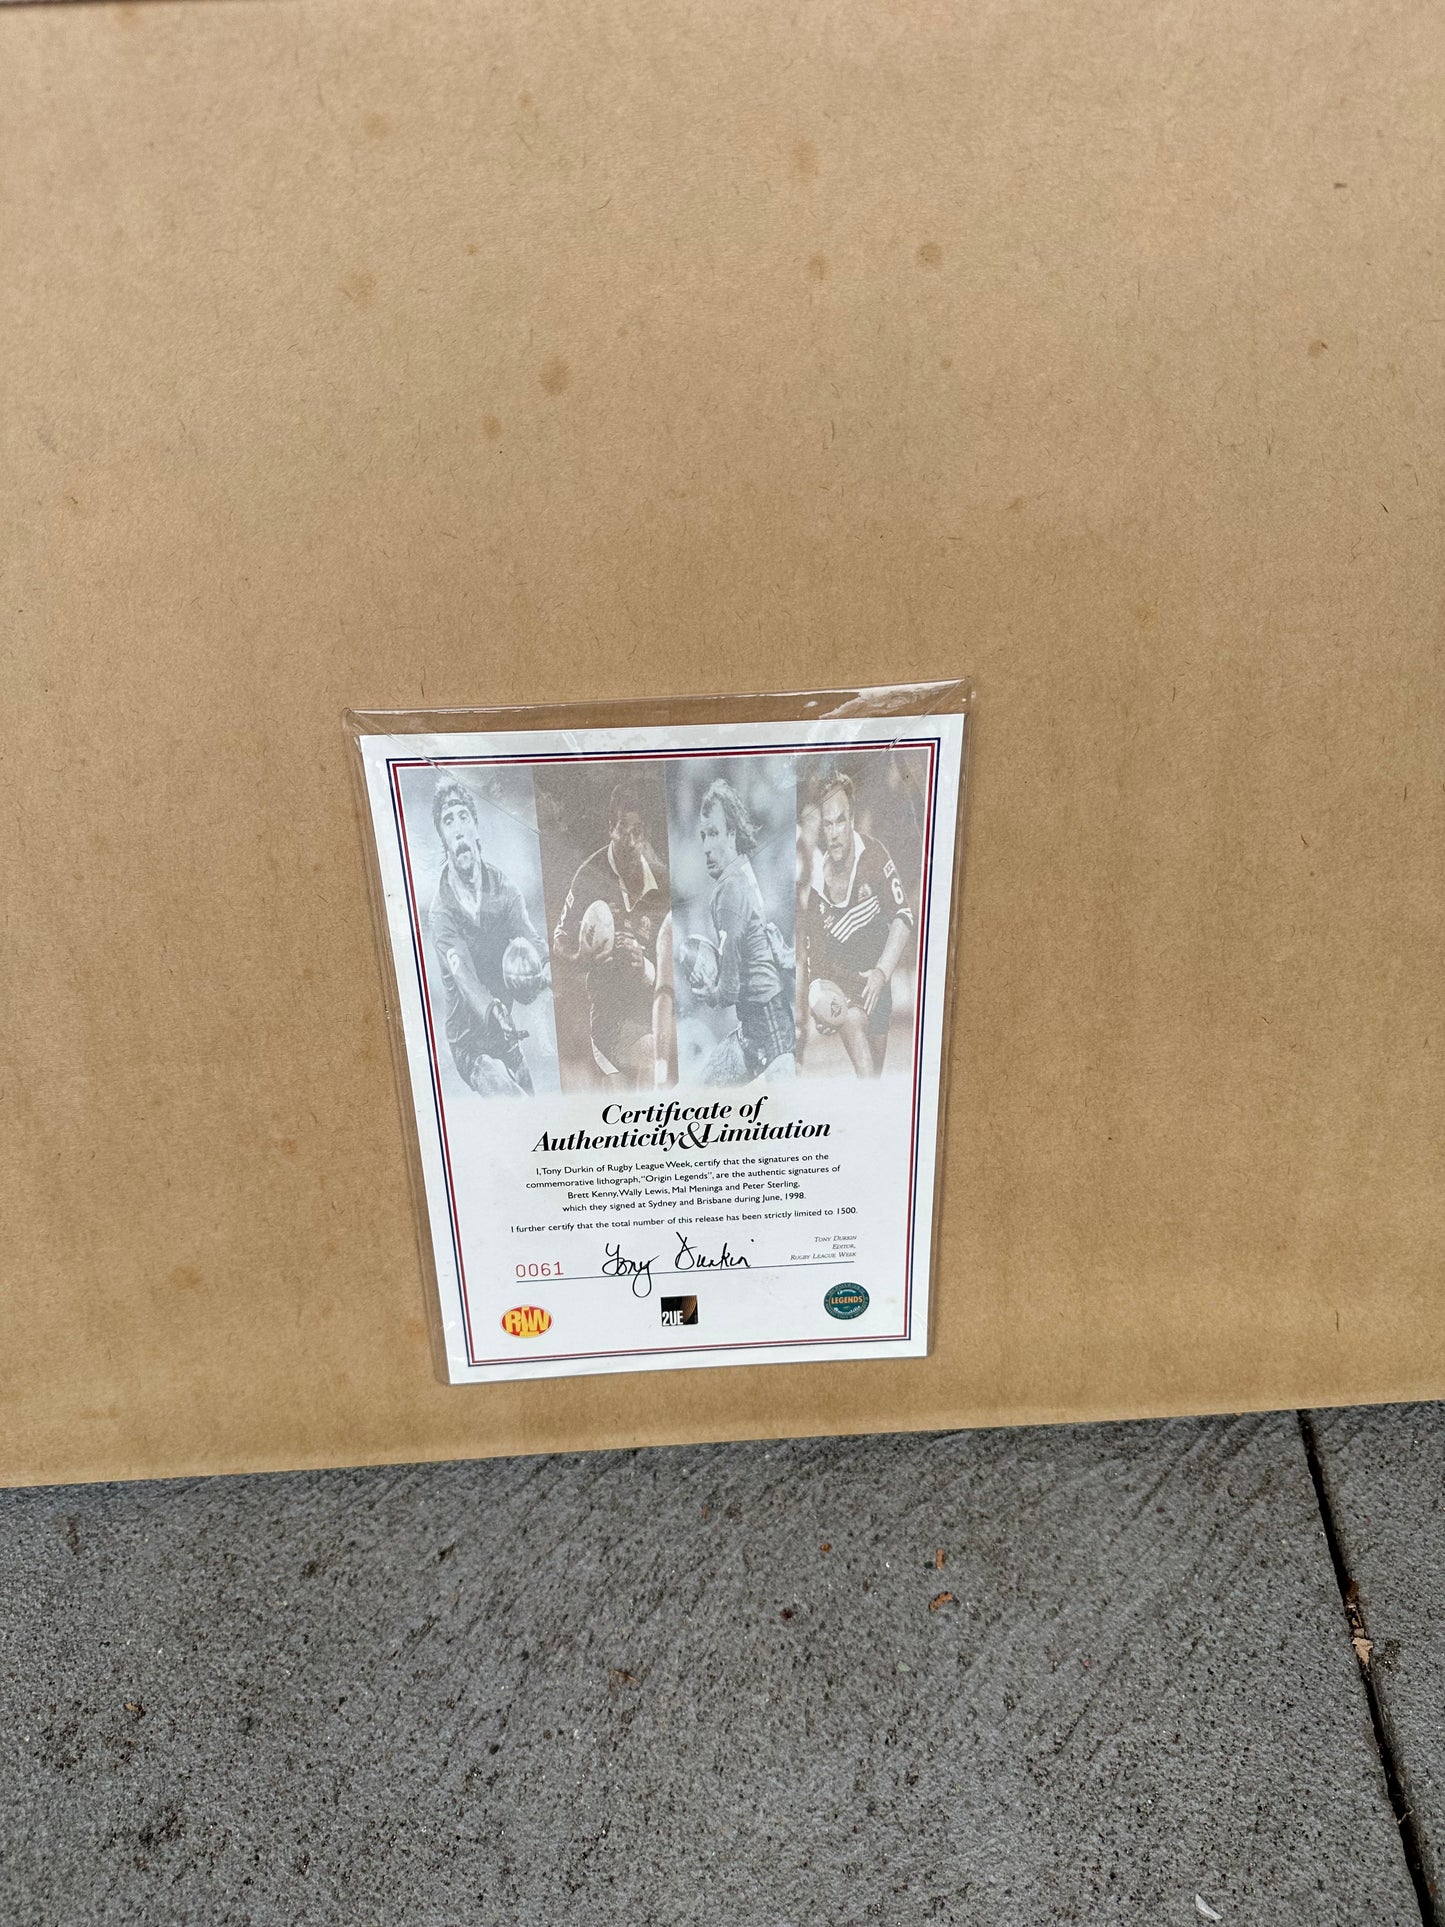 6
Certificate of
Authenticity & Limitation
I, Tony Durkin of Rugby League Week, certify that the signatures on the
commemorative lithograph, "Origin Legends", are the authentic signatures of
Brett Kenny, Wally Lewis, Mal Meninga and Peter Sterling,
which they signed at Sydney and Brisbane during June, 1998.
I further certify that the total number of this release has been strictly limited to 1500.
0061
Tony Durkin
Tony Durkin
Editor,
Rugby League Week
RLW
2UE
LEGENDS